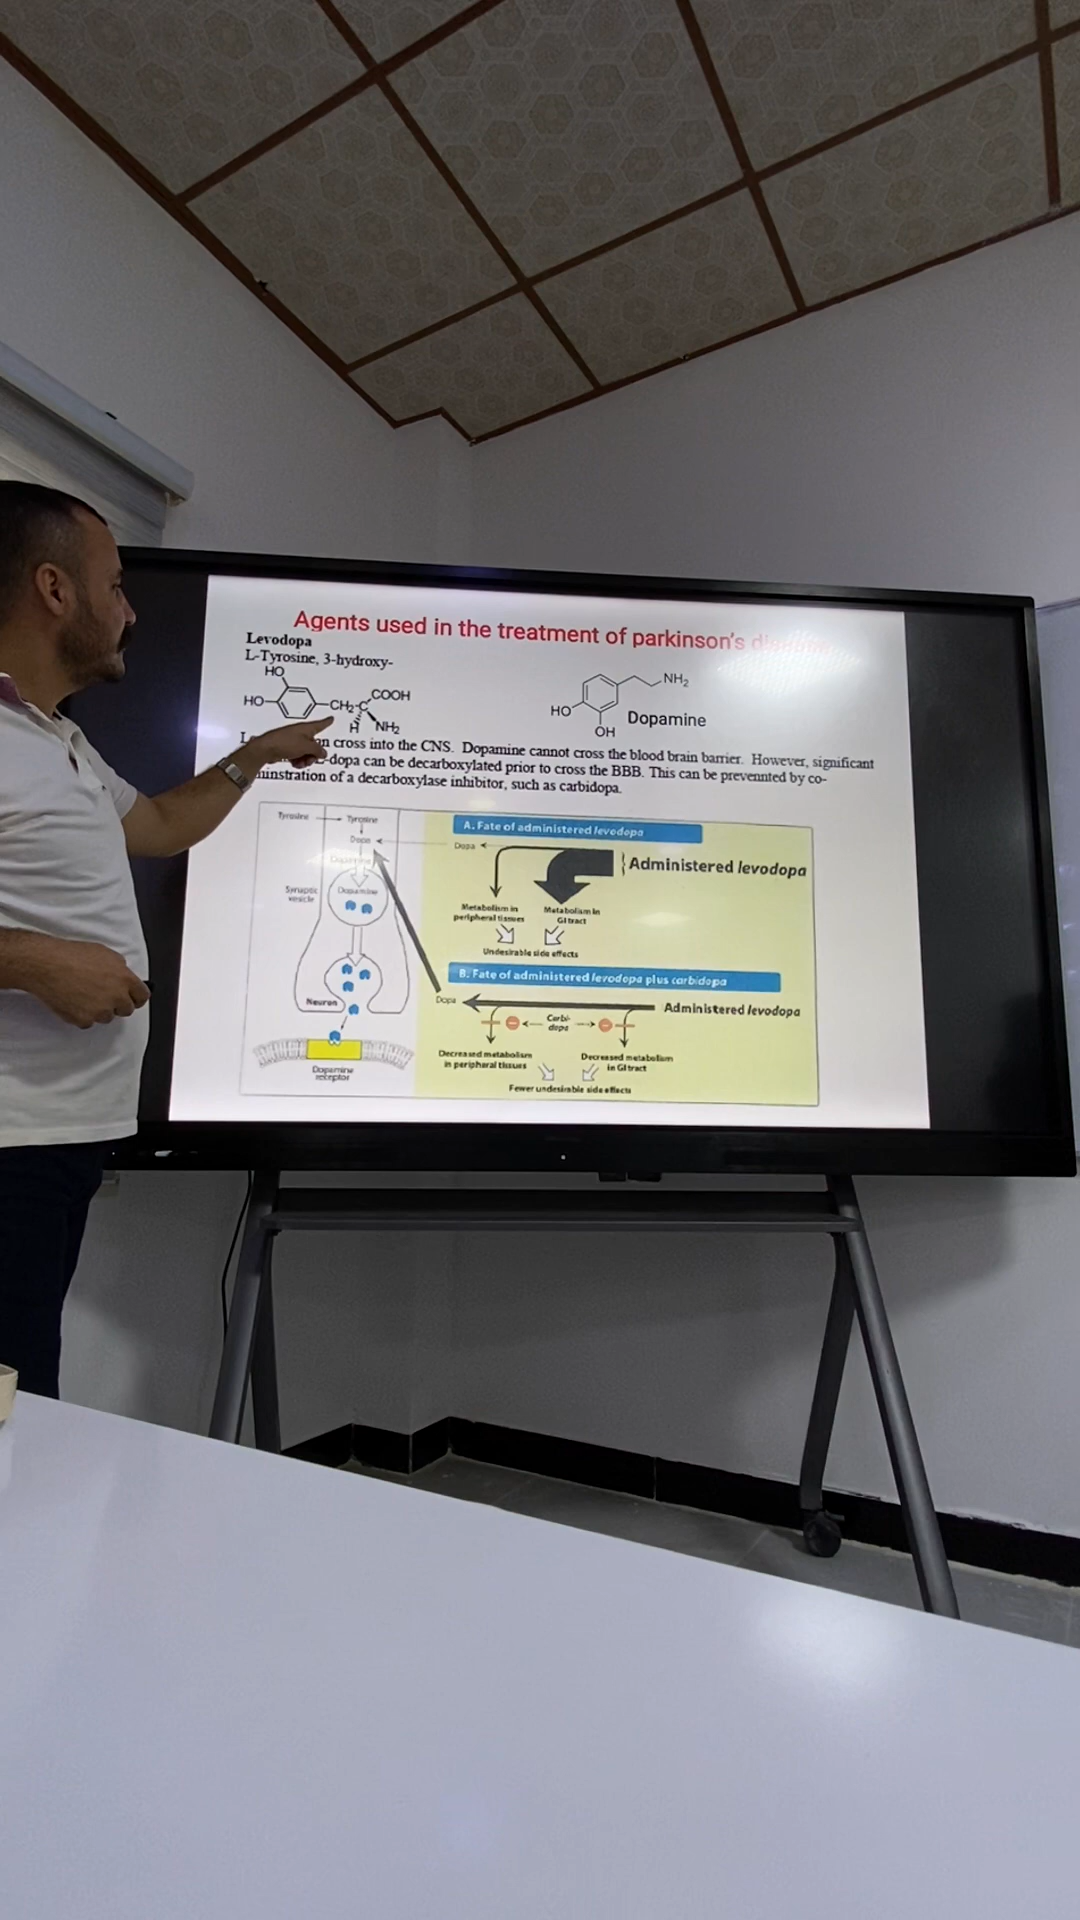 Agents used in the treatment of parkinson's
Levodopa
L-Tyrosine, 3-hydroxy-
HO
HO
CH2-C
COOH
H
NH2
NH2
HO
OH
Dopamine
cross into the CNS. Dopamine cannot cross the blood brain barrier. However, significant
-dopa can be decarboxylated prior to cross the BBB. This can be prevennted by co-
minstration of a decarboxylase inhibitor, such as carbidopa.
Tyrosine
Tyrosine
Dopa
Dopamine
Synaptic
vesicle
Dopamine
Neuron
Dopamine
receptor
A. Fate of administered levodopa
Dopa
Administered levodopa
Metabolism in
peripheral tissues
Metabolism in
GI tract
Undesirable side effects
B. Fate of administered levodopa plus carbidopa
Dopa
Administered levodopa
Carbi-
dopa
Decreased metabolism
in peripheral tissues
Decreased metabolism
in GI tract
Fewer undesirable side effects